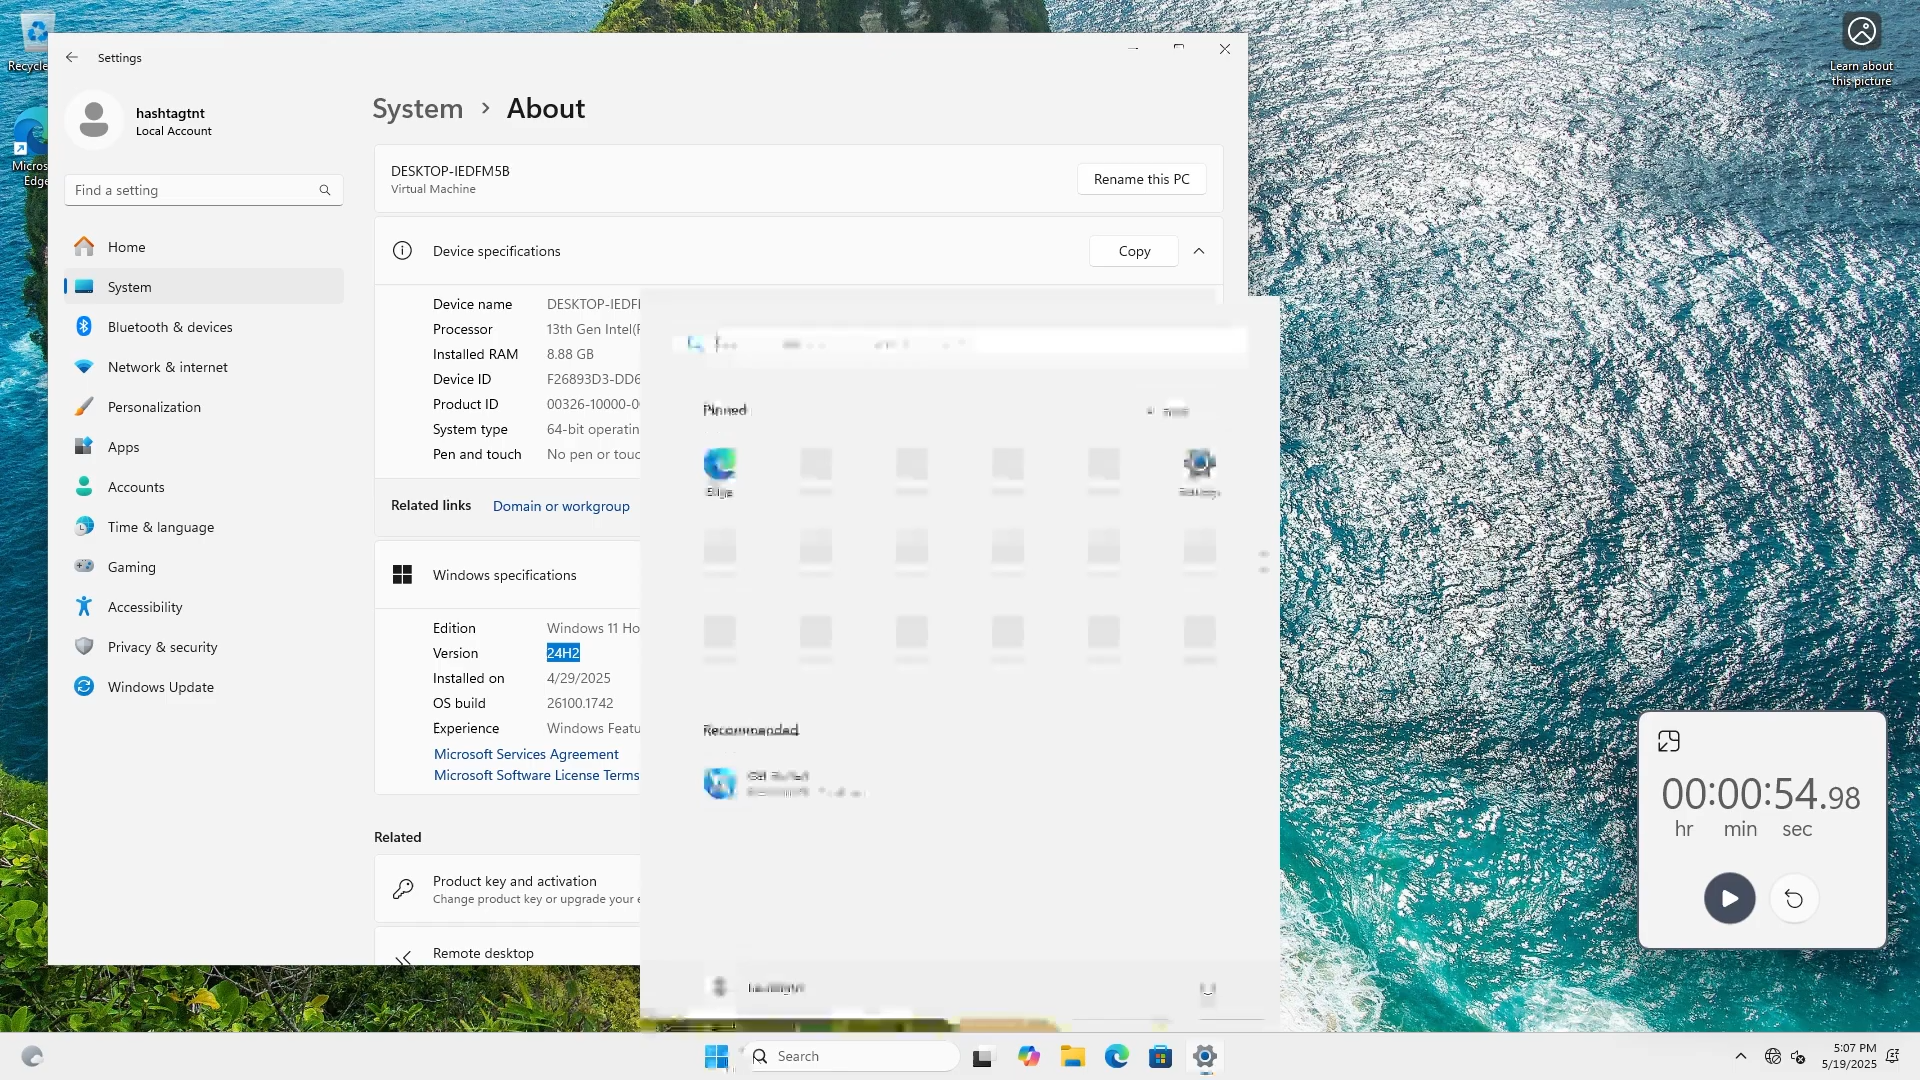 Recycle
Learn about
this picture
Micros
Edge
Settings
hashtagtnt
Local Account
Find a setting
Home
System
Bluetooth & devices
Network & internet
Personalization
Apps
Accounts
Time & language
Gaming
Accessibility
Privacy & security
Windows Update
System > About
DESKTOP-IEDFM5B
Virtual Machine
Rename this PC
Device specifications
Copy
Device name DESKTOP-IEDF
Processor 13th Gen Intel(R
Installed RAM 8.88 GB
Device ID F26893D3-DD6
Product ID 00326-10000-0
System type 64-bit operatin
Pen and touch No pen or touc
Related links Domain or workgroup
Windows specifications
Edition Windows 11 Ho
Version 24H2
Installed on 4/29/2025
OS build 26100.1742
Experience Windows Featu
Microsoft Services Agreement
Microsoft Software License Terms
Related
Product key and activation
Change product key or upgrade your
Remote desktop
Pinned
Edge
Settings
Recommended
00:00:54.98
hr min sec
Search
5:07 PM
5/19/2025